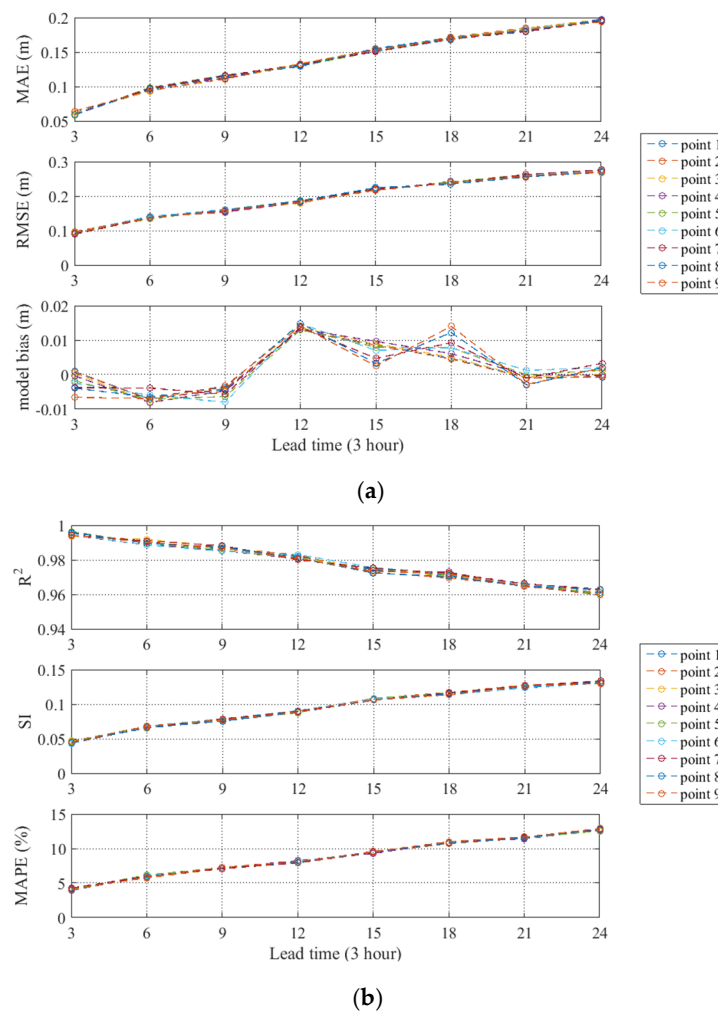 MAE (m)
0.2
0.15
0.1
0.05
3 6 9 12 15 18 21 24
RMSE (m)
0.3
0.2
0.1
0
3 6 9 12 15 18 21 24
model bias (m)
0.02
0.01
0
-0.01
3 6 9 12 15 18 21 24
Lead time (3 hour)
point 1
point 2
point 3
point 4
point 5
point 6
point 7
point 8
point 9
(a)
R²
1
0.98
0.96
0.94
3 6 9 12 15 18 21 24
SI
0.15
0.1
0.05
0
3 6 9 12 15 18 21 24
MAPE (%)
15
10
5
0
3 6 9 12 15 18 21 24
Lead time (3 hour)
point 1
point 2
point 3
point 4
point 5
point 6
point 7
point 8
point 9
(b)